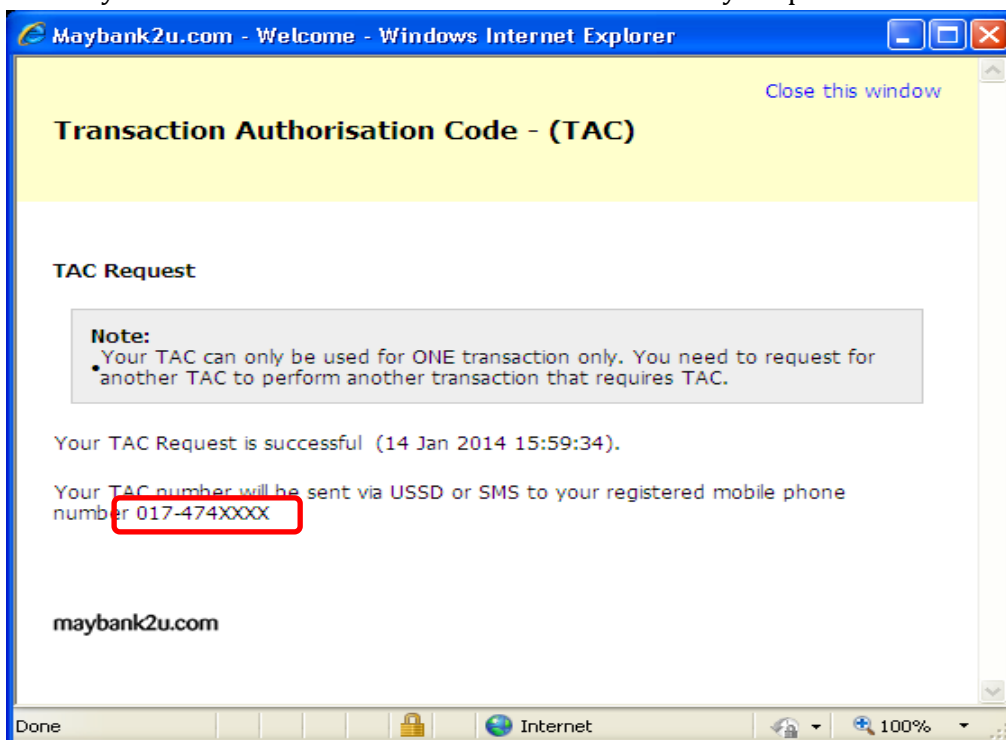 Maybank2u.com - Welcome - Windows Internet Explorer
Close this window
Transaction Authorisation Code - (TAC)
TAC Request
Note:
•Your TAC can only be used for ONE transaction only. You need to request for
another TAC to perform another transaction that requires TAC.
Your TAC Request is successful (14 Jan 2014 15:59:34).
Your TAC number will be sent via USSD or SMS to your registered mobile phone
number 017-474XXXX
maybank2u.com
Done Internet 100%